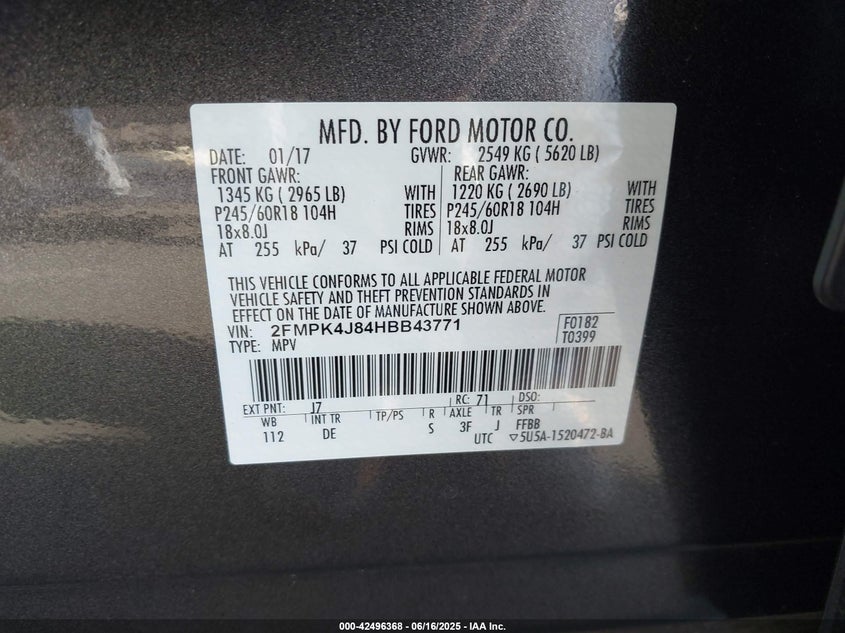 MFD. BY FORD MOTOR CO.
DATE: 01/17 GVWR: 2549 KG ( 5620 LB)
FRONT GAWR: REAR GAWR:
1345 KG ( 2965 LB) WITH 1220 KG ( 2690 LB) WITH
P245/60R18 104H TIRES P245/60R18 104H TIRES
18x8.0J RIMS 18x8.0J RIMS
AT 255 kPa/ 37 PSI COLD AT 255 kPa/ 37 PSI COLD
THIS VEHICLE CONFORMS TO ALL APPLICABLE FEDERAL MOTOR
VEHICLE SAFETY AND THEFT PREVENTION STANDARDS IN
EFFECT ON THE DATE OF MANUFACTURE SHOWN ABOVE.
VIN: 2FMPK4J84HBB43771 F0182
TYPE: MPV T0399
EXT PNT: J7 RC: 71 DSO:
WB INT TR TP/PS R AXLE TR SPR
112 DE S 3F J FFBB
UTC ▽5U5A-1520472-BA
000-42496368 - 06/16/2025 - IAA Inc.